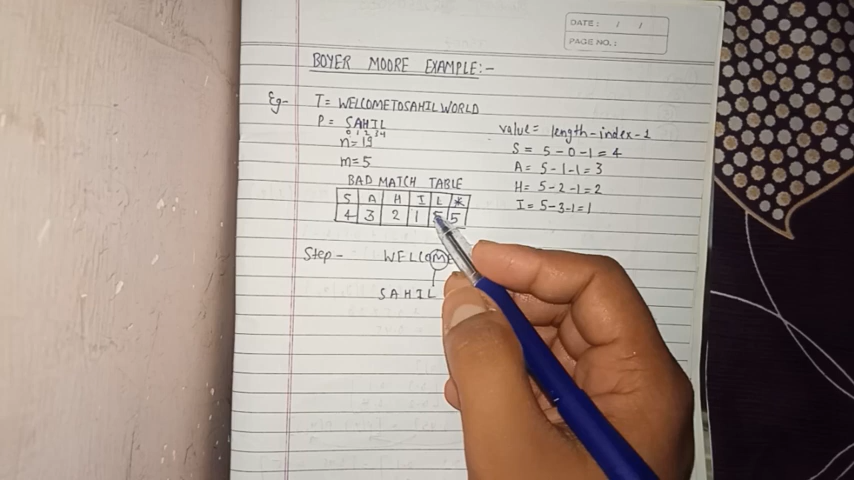 DATE: / /
PAGE NO.:
BOYER MOORE EXAMPLE:-
Eg- T= WELCOMETOSAHILWORLD
P= SAHIL
0 1 2 3 4
n=19
m=5
value= length-index-1
S = 5-0-1=4
A = 5-1-1=3
H = 5-2-1=2
I = 5-3-1=1
BAD MATCH TABLE
S A H I L *
4 3 2 1 5 5
Step- WELCOME
SAHIL